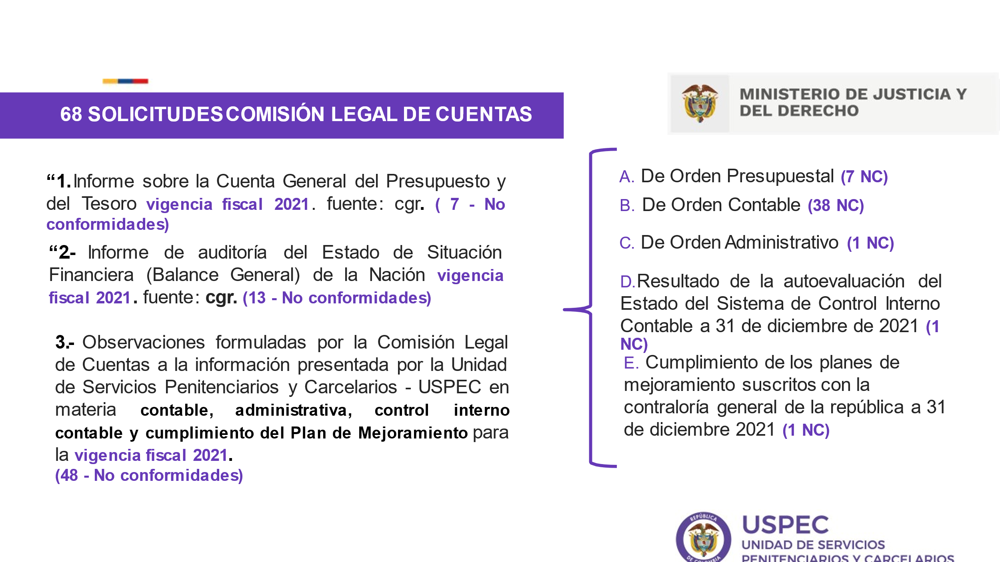 MINISTERIO DE JUSTICIA Y
DEL DERECHO
68 SOLICITUDES COMISIÓN LEGAL DE CUENTAS
“1.Informe sobre la Cuenta General del Presupuesto y
del Tesoro vigencia fiscal 2021. fuente: cgr. ( 7 - No
conformidades)
“2- Informe de auditoría del Estado de Situación
Financiera (Balance General) de la Nación vigencia
fiscal 2021. fuente: cgr. (13 - No conformidades)
3.- Observaciones formuladas por la Comisión Legal
de Cuentas a la información presentada por la Unidad
de Servicios Penitenciarios y Carcelarios - USPEC en
materia contable, administrativa, control interno
contable y cumplimiento del Plan de Mejoramiento para
la vigencia fiscal 2021.
(48 - No conformidades)
A. De Orden Presupuestal (7 NC)
B. De Orden Contable (38 NC)
C. De Orden Administrativo (1 NC)
D.Resultado de la autoevaluación del
Estado del Sistema de Control Interno
Contable a 31 de diciembre de 2021 (1
NC)
E. Cumplimiento de los planes de
mejoramiento suscritos con la
contraloría general de la república a 31
de diciembre 2021 (1 NC)
REPÚBLICA
DE COLOMBIA
USPEC
UNIDAD DE SERVICIOS
PENITENCIARIOS Y CARCELARIOS